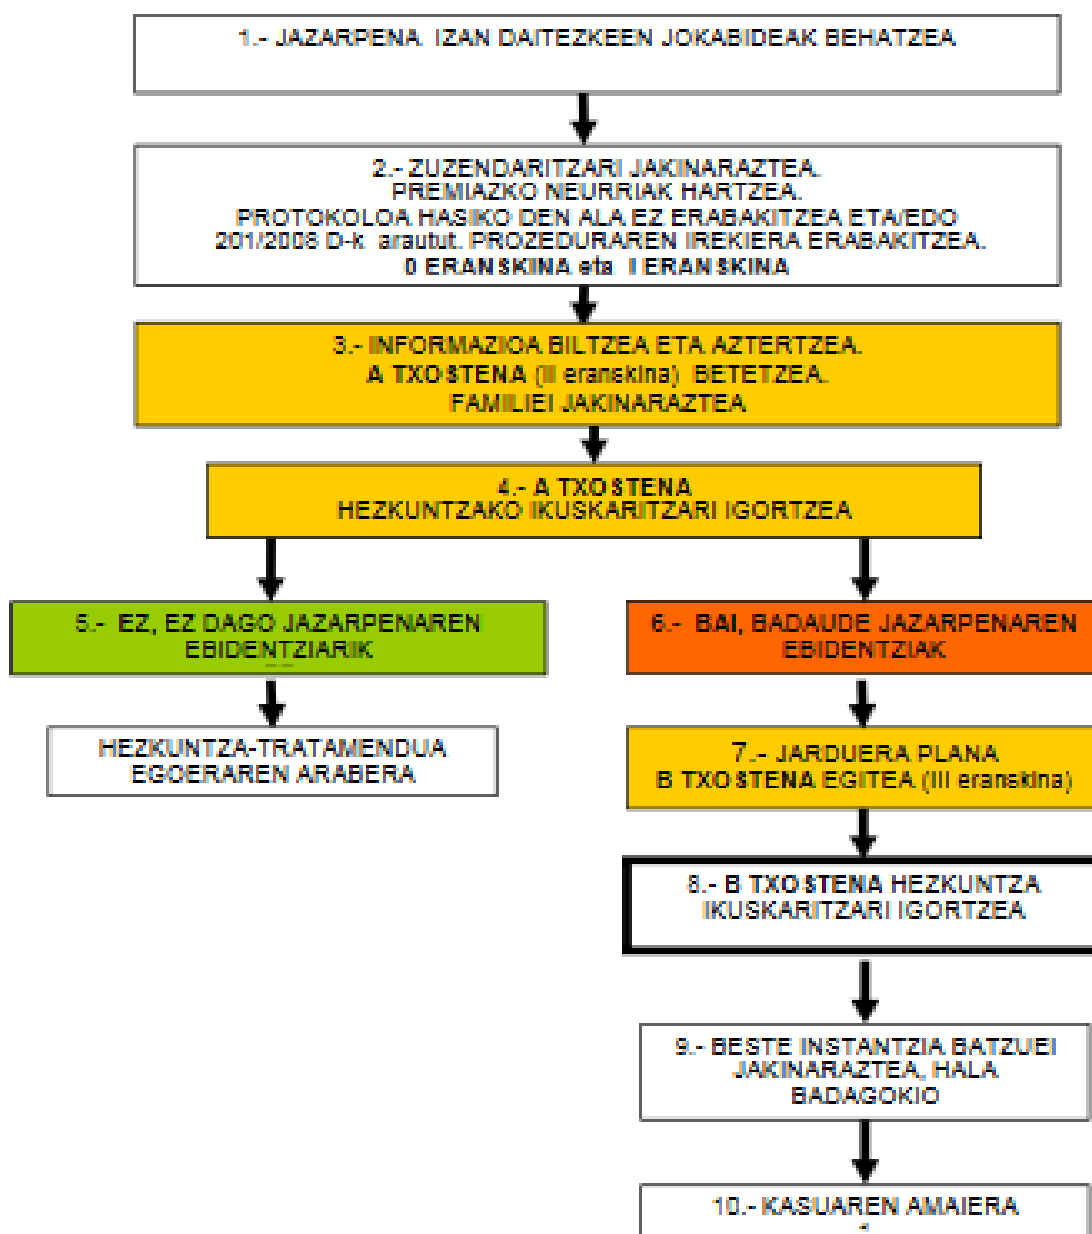 1.- JAZARPENA IZAN DAITEZKEEN JOKABIDEAK BEHATZEA
2.- ZUZENDARITZARI JAKINARAZTEA.
PREMIAZKO NEURRIAK HARTZEA.
PROTOKOLOA HASIKO DEN ALA EZ ERABAKITZEA ETA/EDO
201/2008 D-k arautut. PROZEDURAREN IREKIERA ERABAKITZEA.
0 ERANSKINA eta I ERANSKINA
3.- INFORMAZIOA BILTZEA ETA AZTERTZEA.
A TXOSTENA (II eranskina) BETETZEA.
FAMILIEI JAKINARAZTEA
4.- A TXOSTENA
HEZKUNTZAKO IKUSKARITZARI IGORTZEA
5.- EZ, EZ DAGO JAZARPENAREN
EBIDENTZIARIK
6.- BAI, BADAUDE JAZARPENAREN
EBIDENTZIAK
HEZKUNTZA-TRATAMENDUA
EGOERAREN ARABERA
7.- JARDUERA PLANA
B TXOSTENA EGITEA (III eranskina)
8.- B TXOSTENA HEZKUNTZA
IKUSKARITZARI IGORTZEA
9.- BESTE INSTANTZIA BATZUEI
JAKINARAZTEA, HALA
BADAGOKIO
10.- KASUAREN AMAIERA